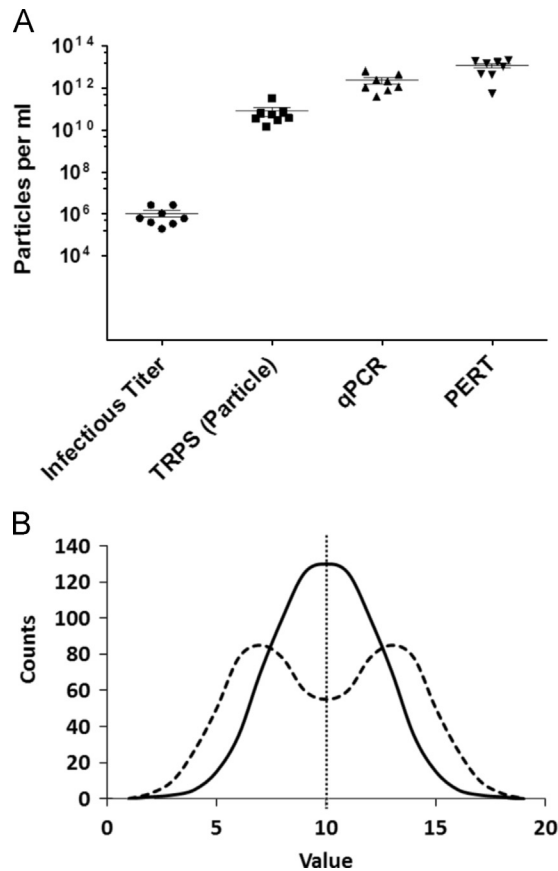 A
Particles per ml
10^14
10^12
10^10
10^8
10^6
10^4
Infectious Titer
TRPS (Particle)
qPCR
PERT
B
Counts
140
120
100
80
60
40
20
0
0
5
10
15
20
Value